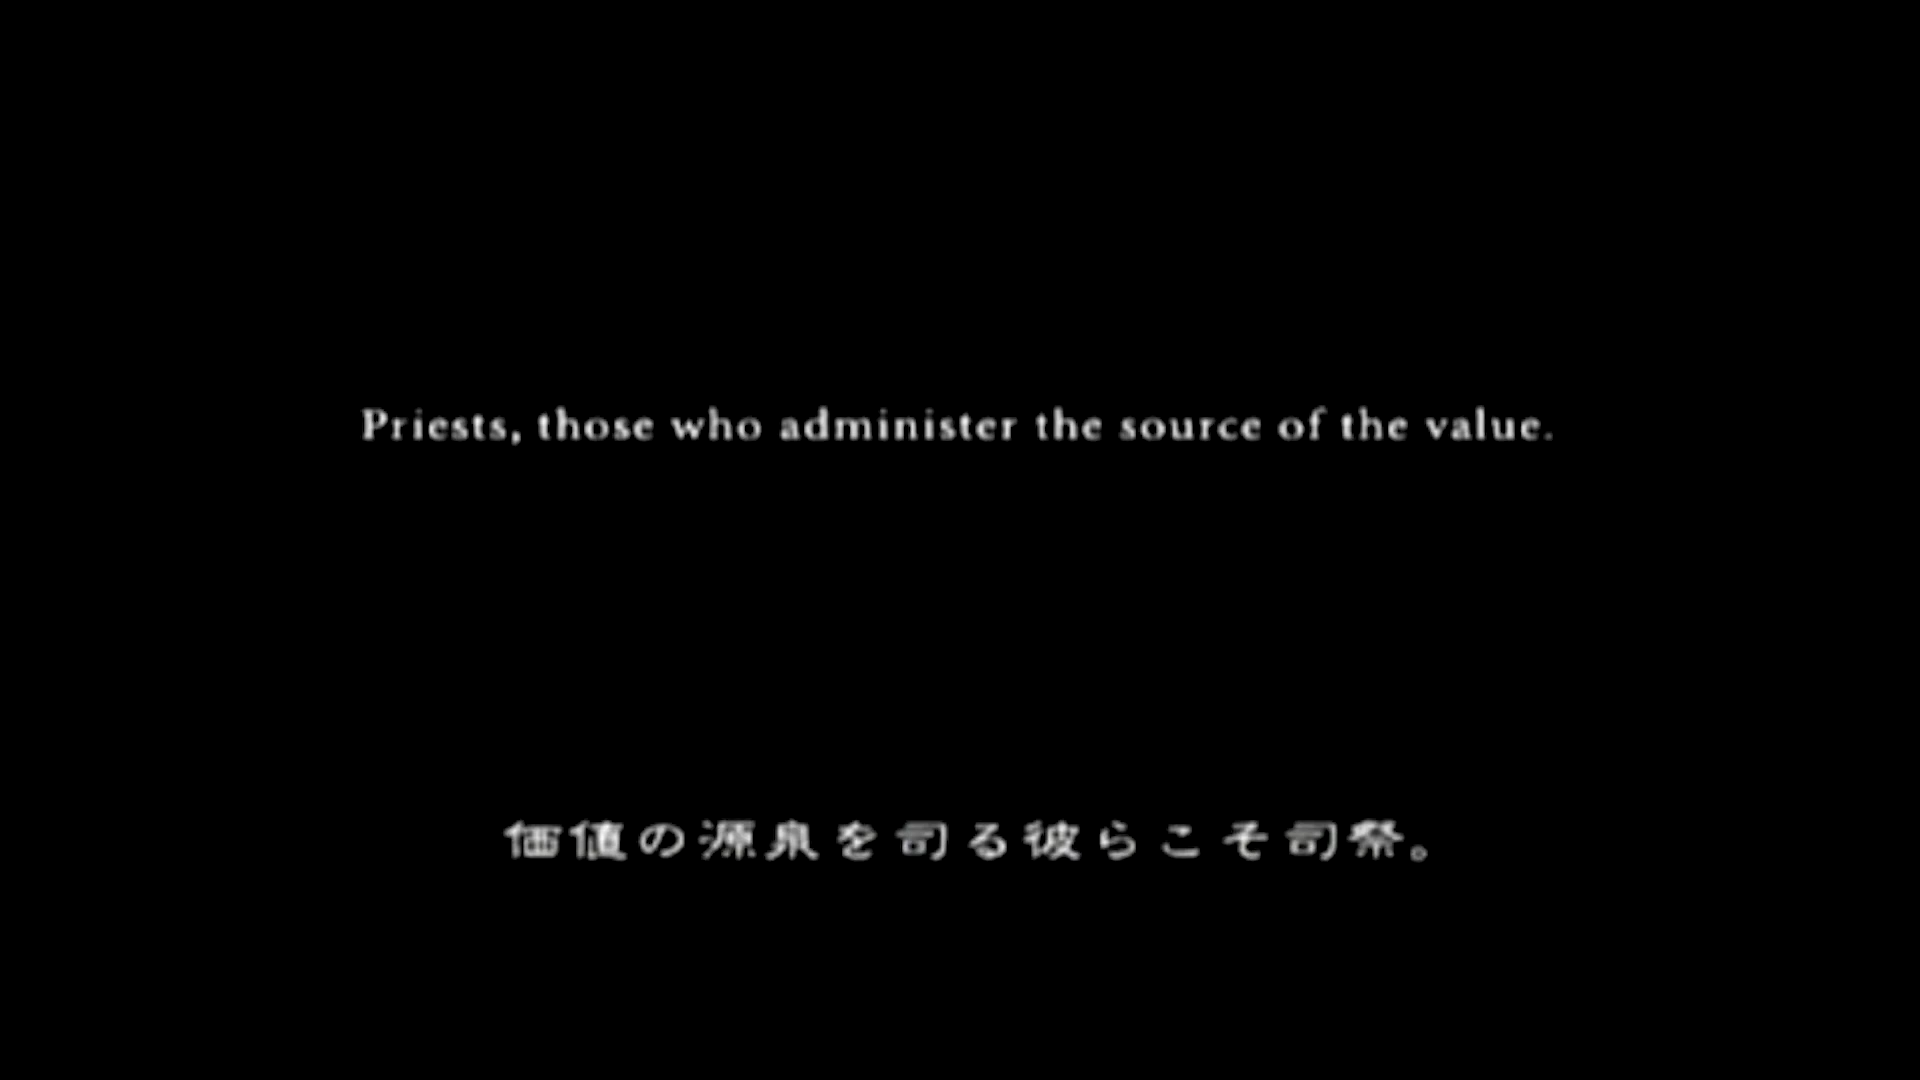 Priests, those who administer the source of the value.
価値の源泉を司る彼らこそ司祭。